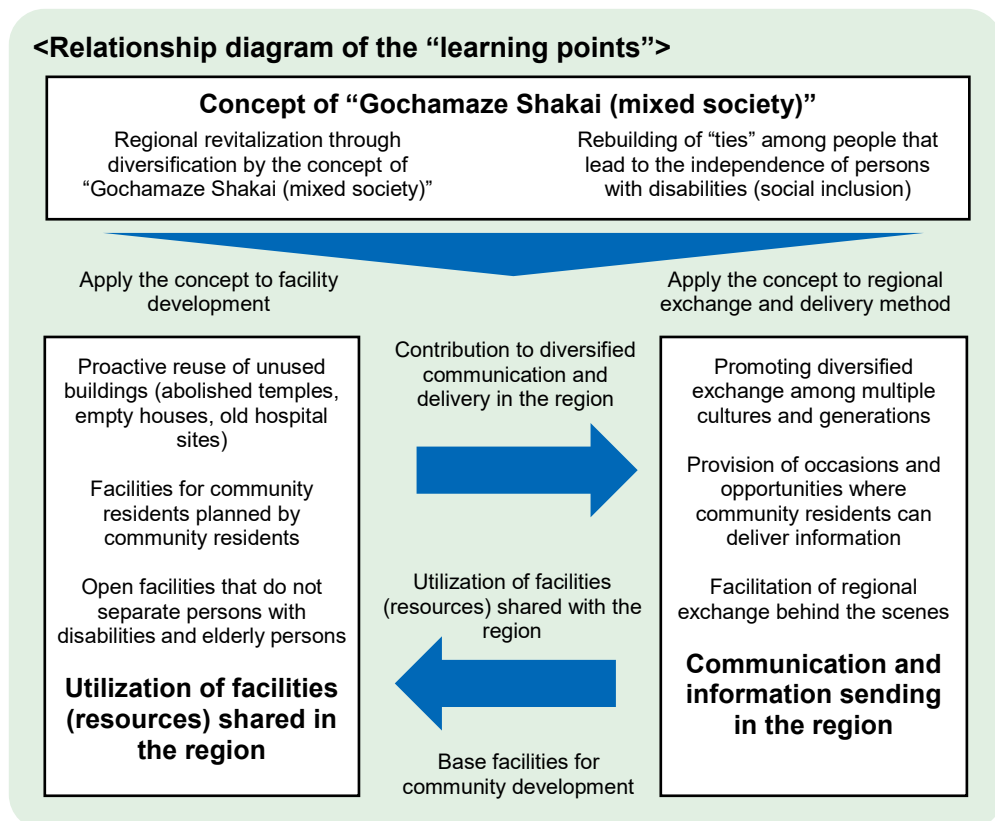 <Relationship diagram of the “learning points”>
Concept of “Gochamaze Shakai (mixed society)”
Regional revitalization through
diversification by the concept of
“Gochamaze Shakai (mixed society)”
Rebuilding of “ties” among people that
lead to the independence of persons
with disabilities (social inclusion)
Apply the concept to facility
development
Apply the concept to regional
exchange and delivery method
Proactive reuse of unused
buildings (abolished temples,
empty houses, old hospital
sites)
Facilities for community
residents planned by
community residents
Open facilities that do not
separate persons with
disabilities and elderly persons
Utilization of facilities
(resources) shared in
the region
Contribution to diversified
communication and
delivery in the region
Utilization of facilities
(resources) shared with the
region
Base facilities for
community development
Promoting diversified
exchange among multiple
cultures and generations
Provision of occasions and
opportunities where
community residents can
deliver information
Facilitation of regional
exchange behind the scenes
Communication and
information sending
in the region